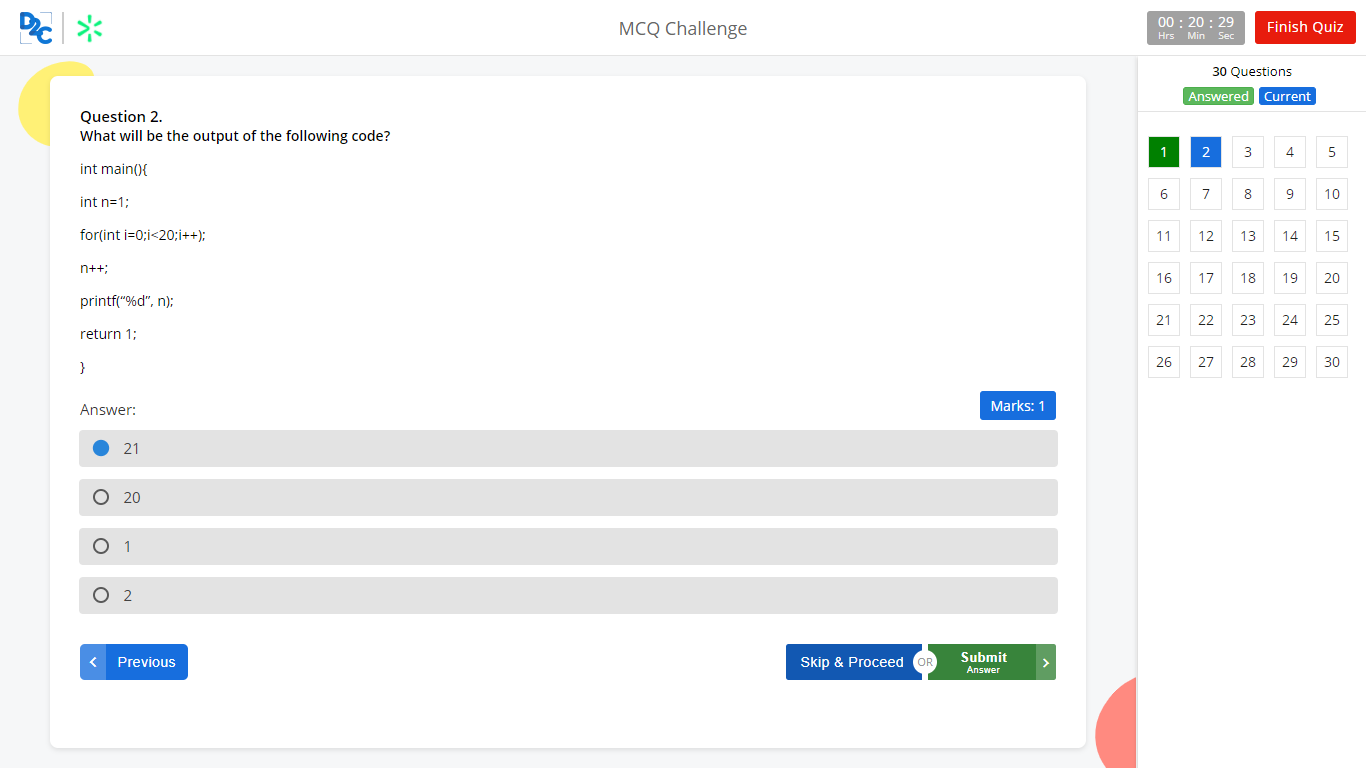 D2C
MCQ Challenge
00 : 20 : 29
Hrs Min Sec
Finish Quiz
30 Questions
Answered Current
1 2 3 4 5
6 7 8 9 10
11 12 13 14 15
16 17 18 19 20
21 22 23 24 25
26 27 28 29 30
Question 2.
What will be the output of the following code?
int main(){
int n=1;
for(int i=0;i<20;i++);
n++;
printf(“%d”, n);
return 1;
}
Answer:
Marks: 1
21
20
1
2
Previous
Skip & Proceed
OR
Submit
Answer